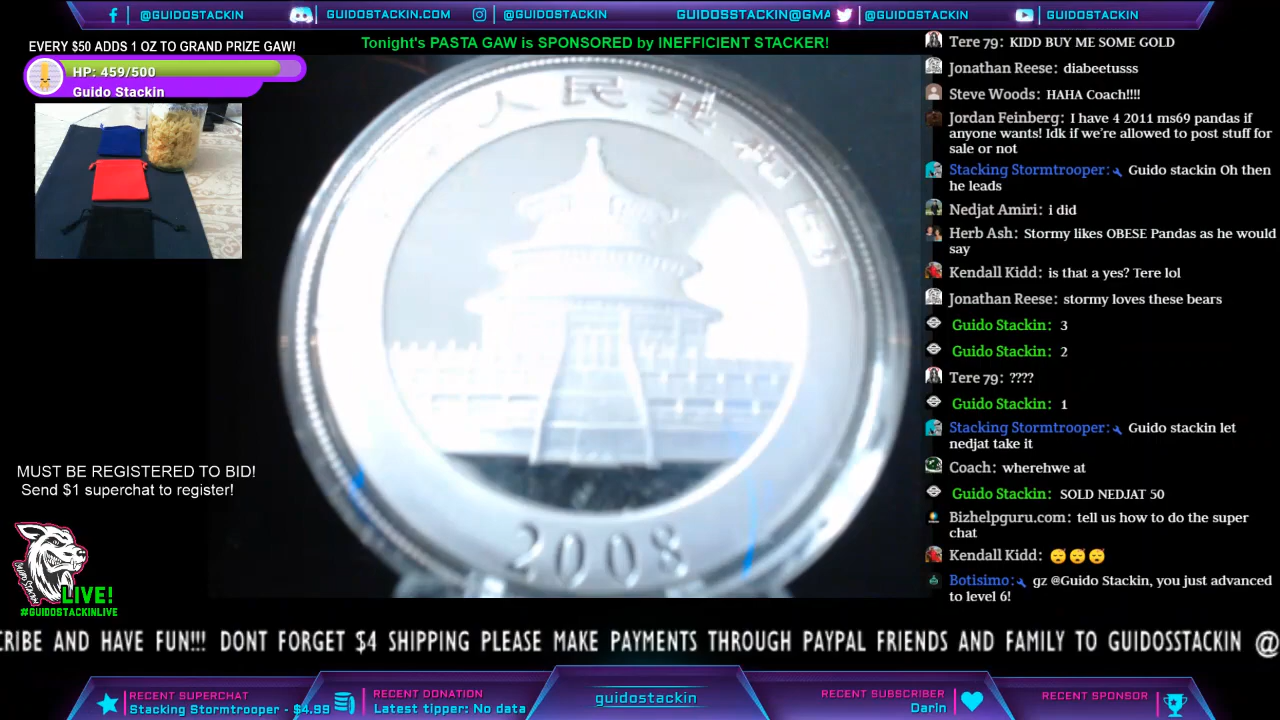 @GUIDOSTACKIN
GUIDOSTACKIN.COM
@GUIDOSTACKIN
GUIDOSSTACKIN@GMA
@GUIDOSTACKIN
GUIDOSTACKIN
EVERY $50 ADDS 1 OZ TO GRAND PRIZE GAW!
HP: 459/500
Guido Stackin
Tonight's PASTA GAW is SPONSORED by INEFFICIENT STACKER!
人民共和国
2008
MUST BE REGISTERED TO BID!
Send $1 superchat to register!
LIVE!
#GUIDOSTACKINLIVE
Tere 79: KIDD BUY ME SOME GOLD
Jonathan Reese: diabeetusss
Steve Woods: HAHA Coach!!!!
Jordan Feinberg: I have 4 2011 ms69 pandas if
anyone wants! Idk if we're allowed to post stuff for
sale or not
Stacking Stormtrooper: Guido stackin Oh then
he leads
Nedjat Amiri: i did
Herb Ash: Stormy likes OBESE Pandas as he would
say
Kendall Kidd: is that a yes? Tere lol
Jonathan Reese: stormy loves these bears
Guido Stackin: 3
Guido Stackin: 2
Tere 79: ????
Guido Stackin: 1
Stacking Stormtrooper: Guido stackin let
nedjat take it
Coach: wherehwe at
Guido Stackin: SOLD NEDJAT 50
Bizhelpguru.com: tell us how to do the super
chat
Kendall Kidd: 😴😴😴
Botisimo: gz @Guido Stackin, you just advanced
to level 6!
CRIBE AND HAVE FUN!!! DONT FORGET $4 SHIPPING PLEASE MAKE PAYMENTS THROUGH PAYPAL FRIENDS AND FAMILY TO GUIDOSSTACKIN @
RECENT SUPERCHAT
Stacking Stormtrooper - $4.99
RECENT DONATION
Latest tipper: No data
guidostackin
RECENT SUBSCRIBER
Darin
RECENT SPONSOR